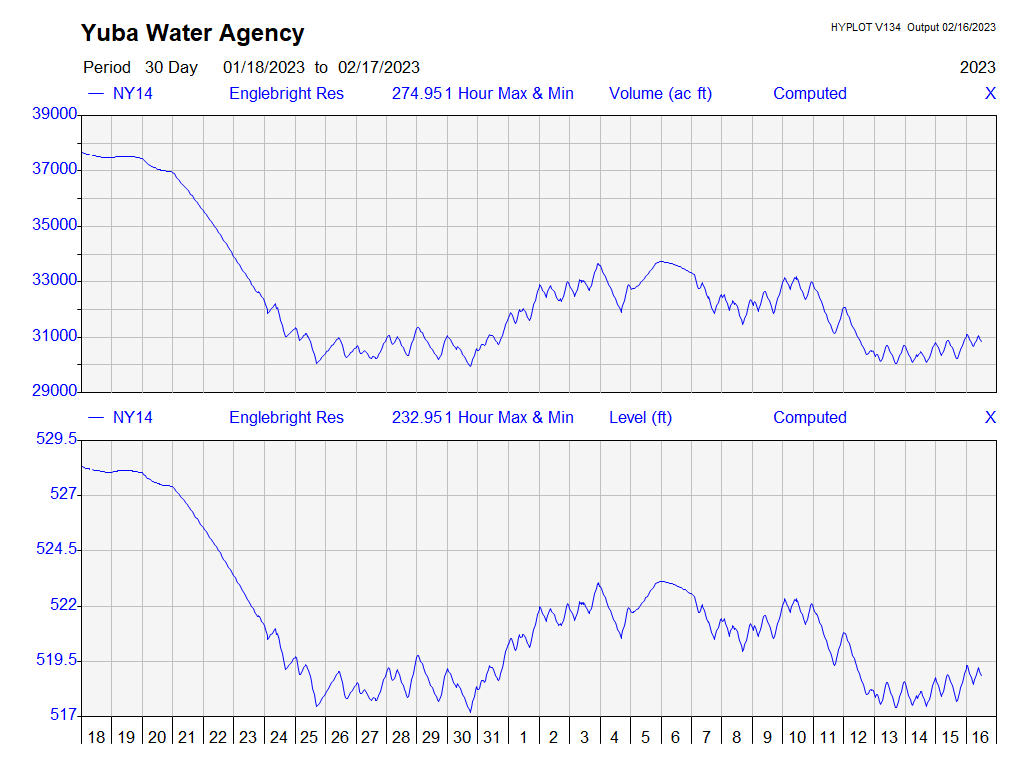 Yuba Water Agency
HYPLOT V134 Output 02/16/2023
Period 30 Day 01/18/2023 to 02/17/2023 2023
— NY14 Englebright Res 274.951 Hour Max & Min Volume (ac ft) Computed X
39000
37000
35000
33000
31000
29000
— NY14 Englebright Res 232.951 Hour Max & Min Level (ft) Computed X
529.5
527
524.5
522
519.5
517
18 19 20 21 22 23 24 25 26 27 28 29 30 31 1 2 3 4 5 6 7 8 9 10 11 12 13 14 15 16